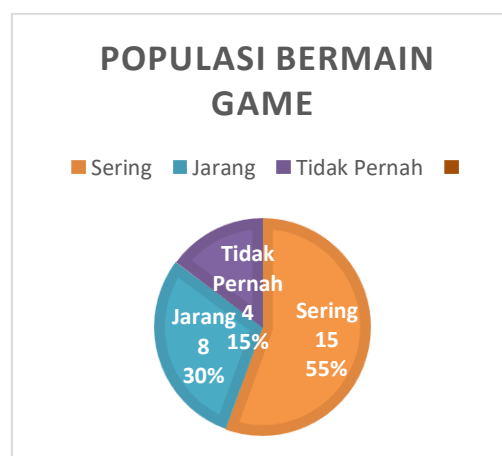 POPULASI BERMAIN
GAME
Sering Jarang Tidak Pernah
Tidak
Pernah
4
15%
Jarang
8
30%
Sering
15
55%